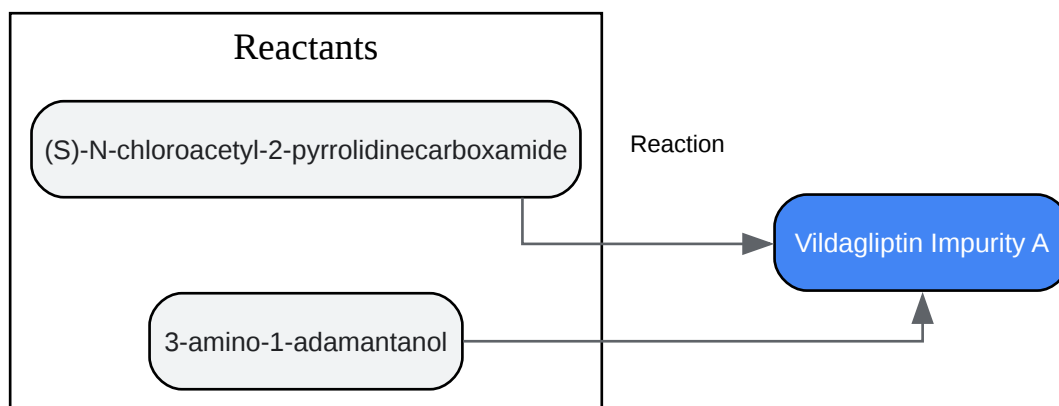 Reactants
(S)-N-chloroacetyl-2-pyrrolidinecarboxamide
Reaction
Vildagliptin Impurity A
3-amino-1-adamantanol